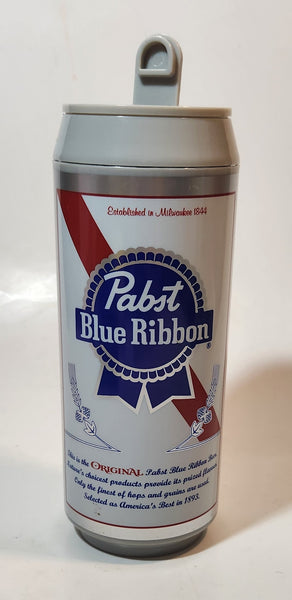 Established in Milwaukee 1844
Pabst
Blue Ribbon
®
This is the ORIGINAL Pabst Blue Ribbon Beer.
Nature's choicest products provide its prized flavor.
Only the finest of hops and grains are used.
Selected as America's Best in 1893.